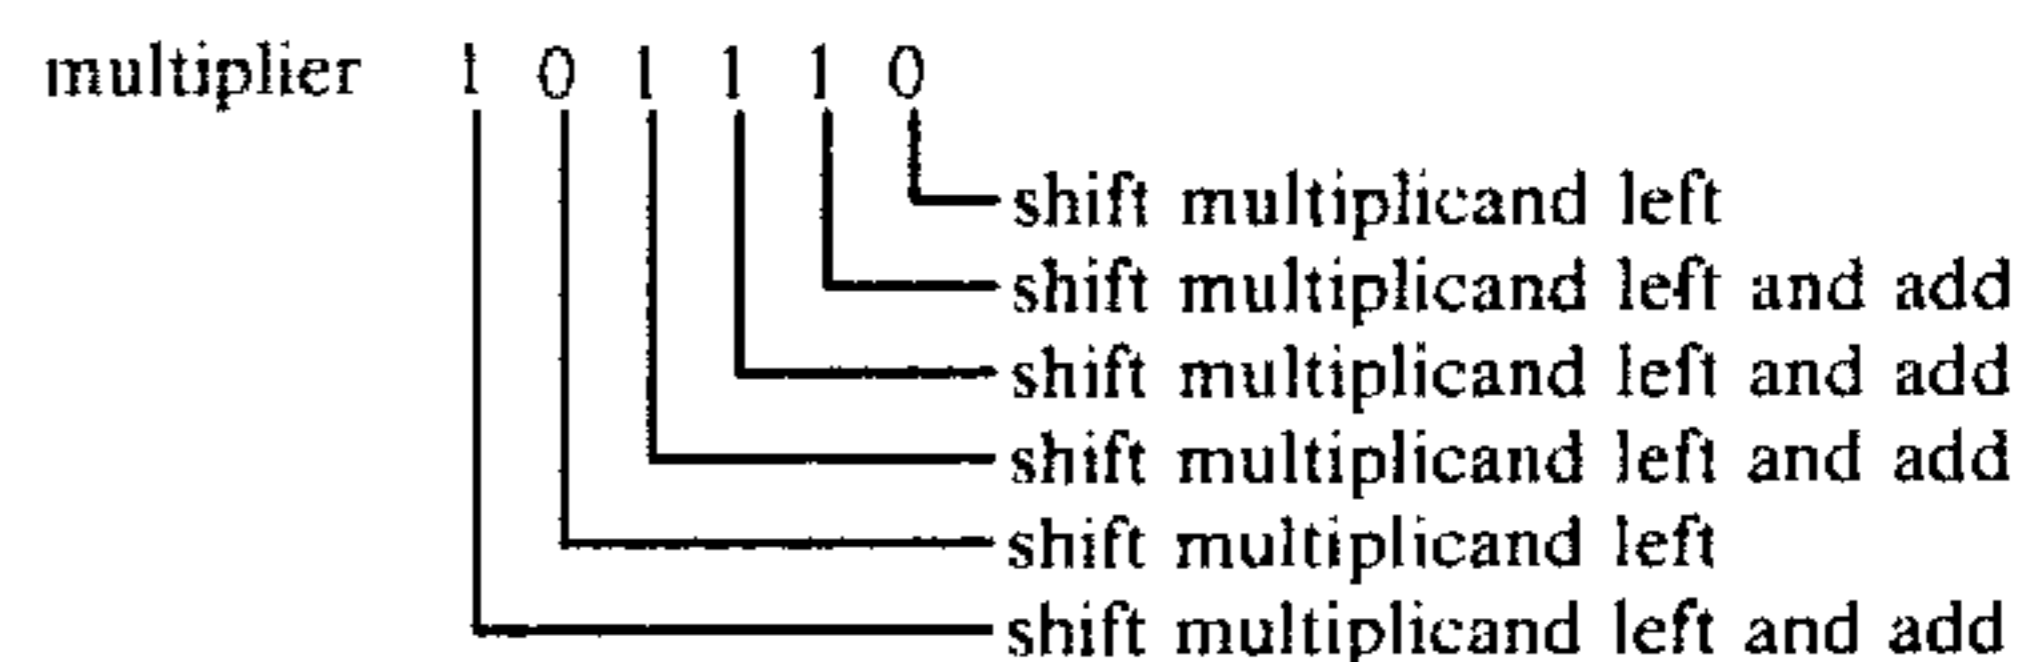 multiplier 1 0 1 1 1 0
shift multiplicand left
shift multiplicand left and add
shift multiplicand left and add
shift multiplicand left and add
shift multiplicand left
shift multiplicand left and add